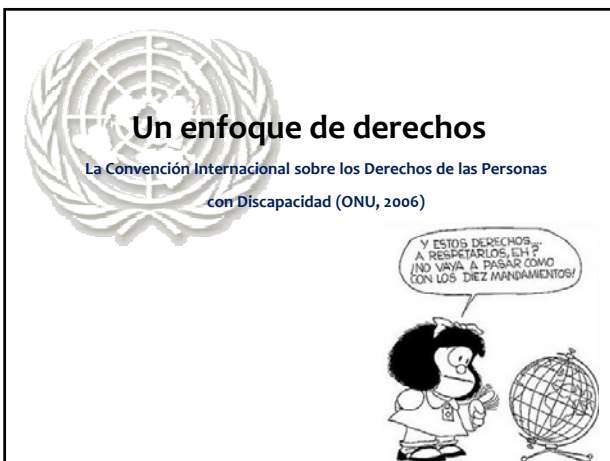 Un enfoque de derechos
La Convención Internacional sobre los Derechos de las Personas
con Discapacidad (ONU, 2006)
Y ESTOS DERECHOS....
A RESPETARLOS, EH?
¡NO VAYA A PASAR COMO
CON LOS DIEZ MANDAMIENTOS!